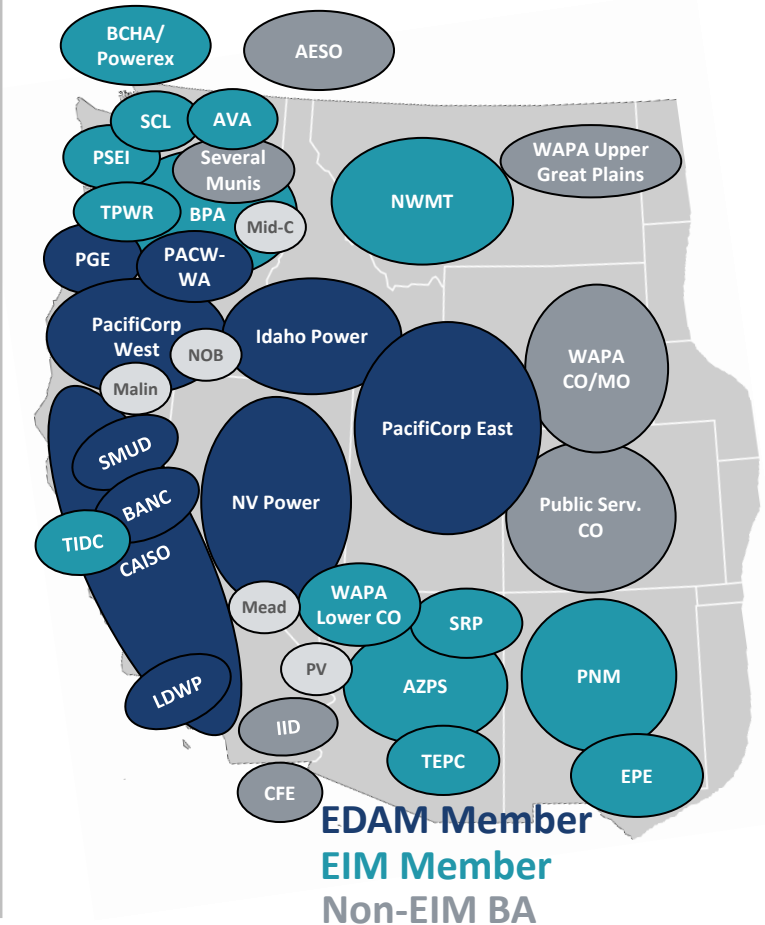 BCHA/
Powerex
AESO
SCL
AVA
PSEI
Several
Munis
WAPA Upper
Great Plains
NWMT
TPWR
BPA
Mid-C
PGE
PACW-
WA
PacifiCorp
West
NOB
Idaho Power
WAPA
CO/MO
Malin
PacifiCorp East
SMUD
BANC
NV Power
Public Serv.
CO
TIDC
CAISO
WAPA
Lower CO
Mead
SRP
PV
AZPS
PNM
LDWP
IID
TEPC
EPE
CFE
EDAM Member
EIM Member
Non-EIM BA